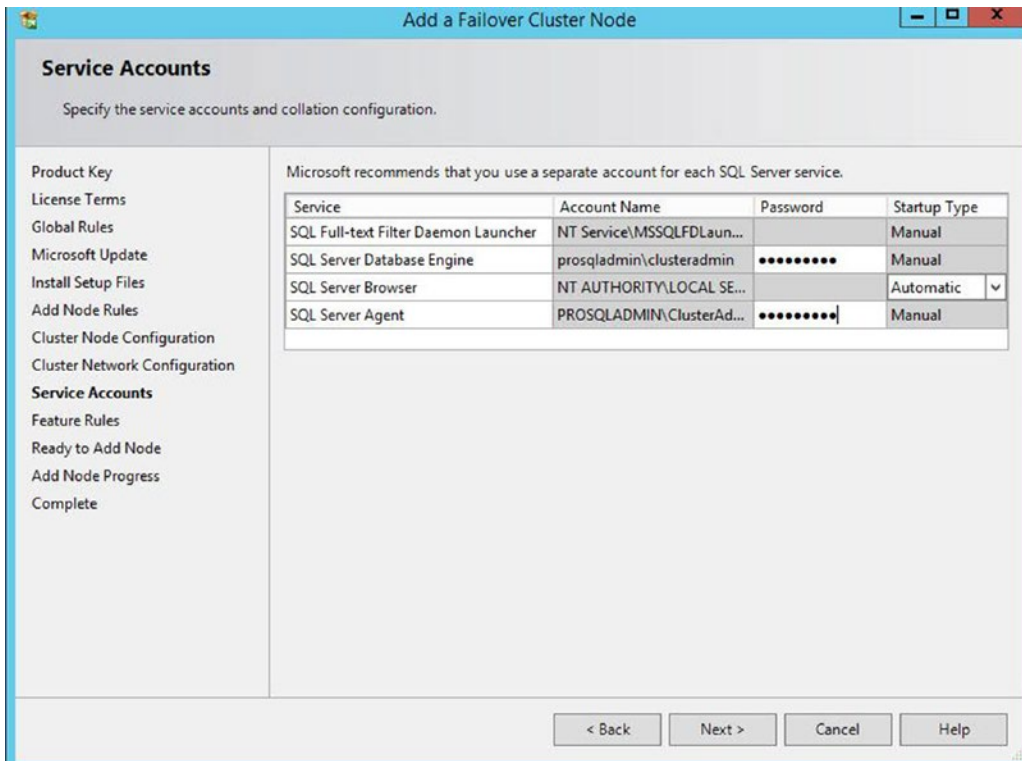 Add a Failover Cluster Node
Service Accounts
Specify the service accounts and collation configuration.
Product Key
License Terms
Global Rules
Microsoft Update
Install Setup Files
Add Node Rules
Cluster Node Configuration
Cluster Network Configuration
Service Accounts
Feature Rules
Ready to Add Node
Add Node Progress
Complete
Microsoft recommends that you use a separate account for each SQL Server service.
Service Account Name Password Startup Type
SQL Full-text Filter Daemon Launcher NT Service\MSSQLFDLaun... Manual
SQL Server Database Engine prosqladmin\clusteradmin ●●●●●●●●● Manual
SQL Server Browser NT AUTHORITY\LOCAL SE... Automatic
SQL Server Agent PROSQLADMIN\ClusterAd... ●●●●●●●●● Manual
< Back Next > Cancel Help